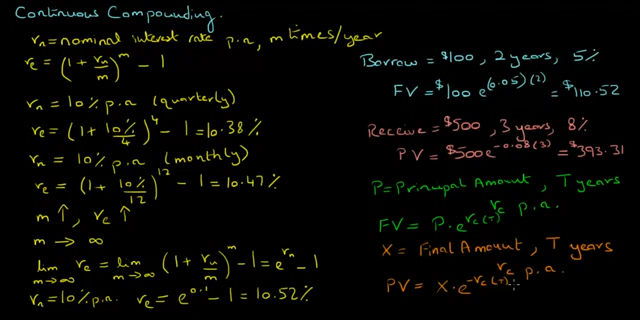 Continuous Compounding.
rₙ = nominal interest rate p.a, m times/year
rₑ = (1 + rₙ/m)^m − 1
rₙ = 10% p.a (quarterly)
rₑ = (1 + 10%/4)^4 − 1 = 10.38%
rₙ = 10% p.a (monthly)
rₑ = (1 + 10%/12)^12 − 1 = 10.47%
m ↑, rₑ ↑
m → ∞
lim m→∞ rₑ = lim m→∞ (1 + rₙ/m)^m − 1 = e^rₙ − 1
rₙ = 10% p.a. rₑ = e^0.1 − 1 = 10.52%
Borrow = $100, 2 years, 5%
FV = $100 e^(0.05)(2) = $110.52
Receive = $500, 3 years, 8%
PV = $500e^−0.08(3) = $393.31
P = Principal Amount, T years
FV = P.e^r_c(T) r_c p.a.
X = Final Amount, T years
PV = X.e^−r_c(T) r_c p.a.